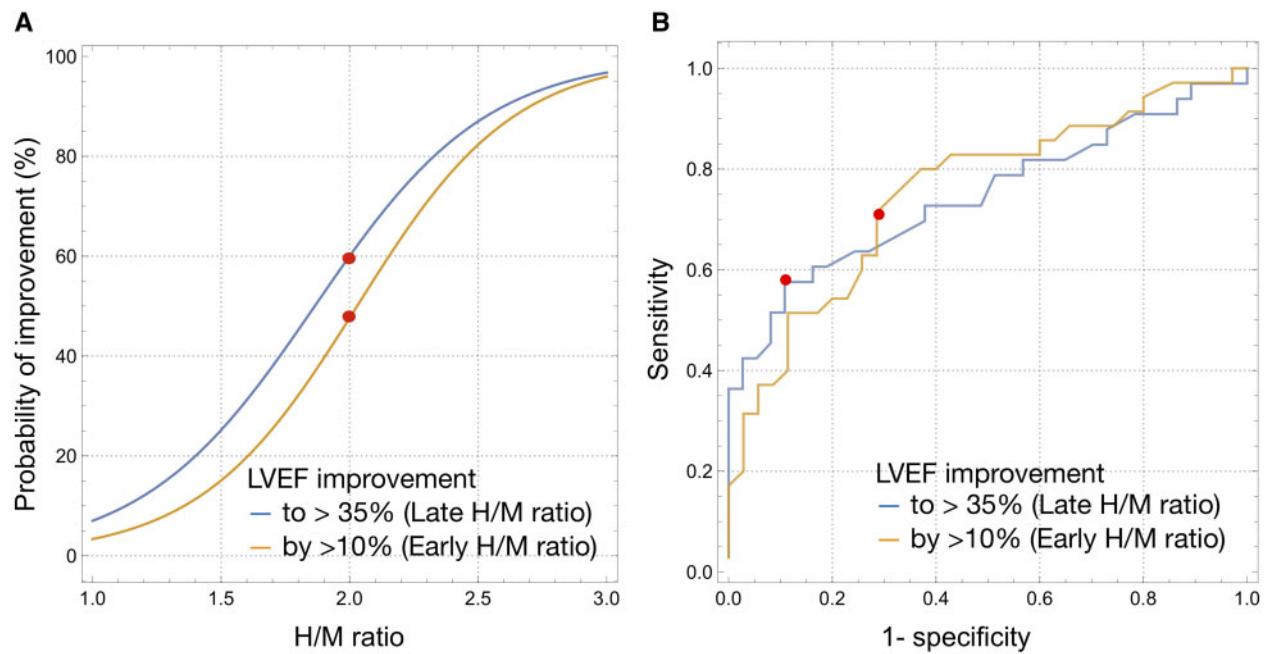 A
Probability of improvement (%)
100
80
60
40
20
0
LVEF improvement
to > 35% (Late H/M ratio)
by >10% (Early H/M ratio)
1.0 1.5 2.0 2.5 3.0
H/M ratio
B
Sensitivity
1.0
0.8
0.6
0.4
0.2
0.0
LVEF improvement
to > 35% (Late H/M ratio)
by >10% (Early H/M ratio)
0.0 0.2 0.4 0.6 0.8 1.0
1- specificity